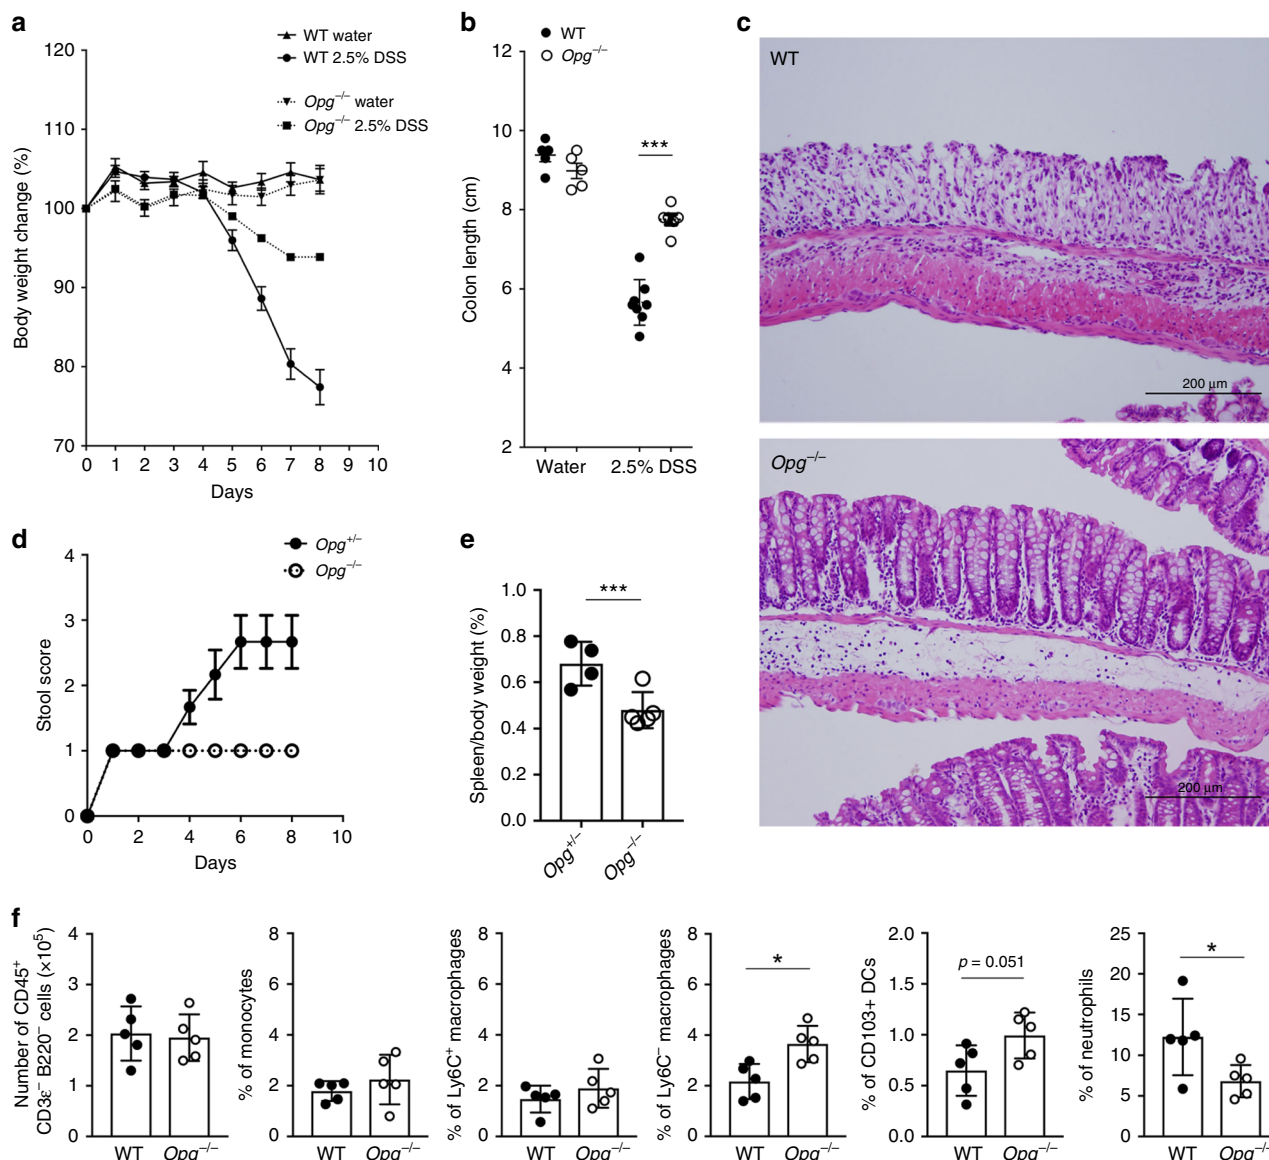 a
WT water
WT 2.5% DSS
Opg–/– water
Opg–/– 2.5% DSS
Body weight change (%)
120
110
100
90
80
70
0 1 2 3 4 5 6 7 8 9 10
Days
b
WT
Opg–/–
Colon length (cm)
12
10
8
6
4
2
***
Water 2.5% DSS
c
WT
200 µm
Opg–/–
200 µm
d
Opg+/–
Opg–/–
Stool score
4
3
2
1
0
0 2 4 6 8 10
Days
e
Spleen/body weight (%)
1.0
0.8
0.6
0.4
0.2
0.0
***
Opg+/–
Opg–/–
f
Number of CD45+
CD3ε– B220– cells (×105)
4
3
2
1
0
WT Opg–/–
% of monocytes
8
6
4
2
0
WT Opg–/–
% of Ly6C+ macrophages
8
6
4
2
0
WT Opg–/–
% of Ly6C– macrophages
8
6
4
2
0
*
WT Opg–/–
% of CD103+ DCs
2.0
1.5
1.0
0.5
0.0
p = 0.051
WT Opg–/–
% of neutrophils
25
20
15
10
5
0
*
WT Opg–/–